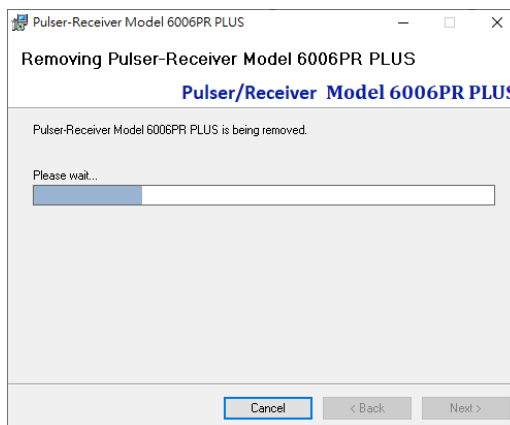 Pulser-Receiver Model 6006PR PLUS
Removing Pulser-Receiver Model 6006PR PLUS
Pulser/Receiver Model 6006PR PLUS
Pulser-Receiver Model 6006PR PLUS is being removed.
Please wait...
Cancel < Back Next >